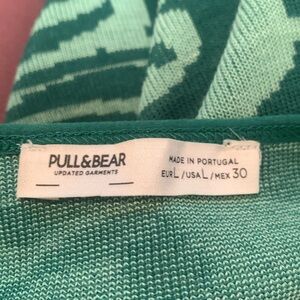 PULL&BEAR
UPDATED GARMENTS
MADE IN PORTUGAL
EUR L / USA L / MEX 30